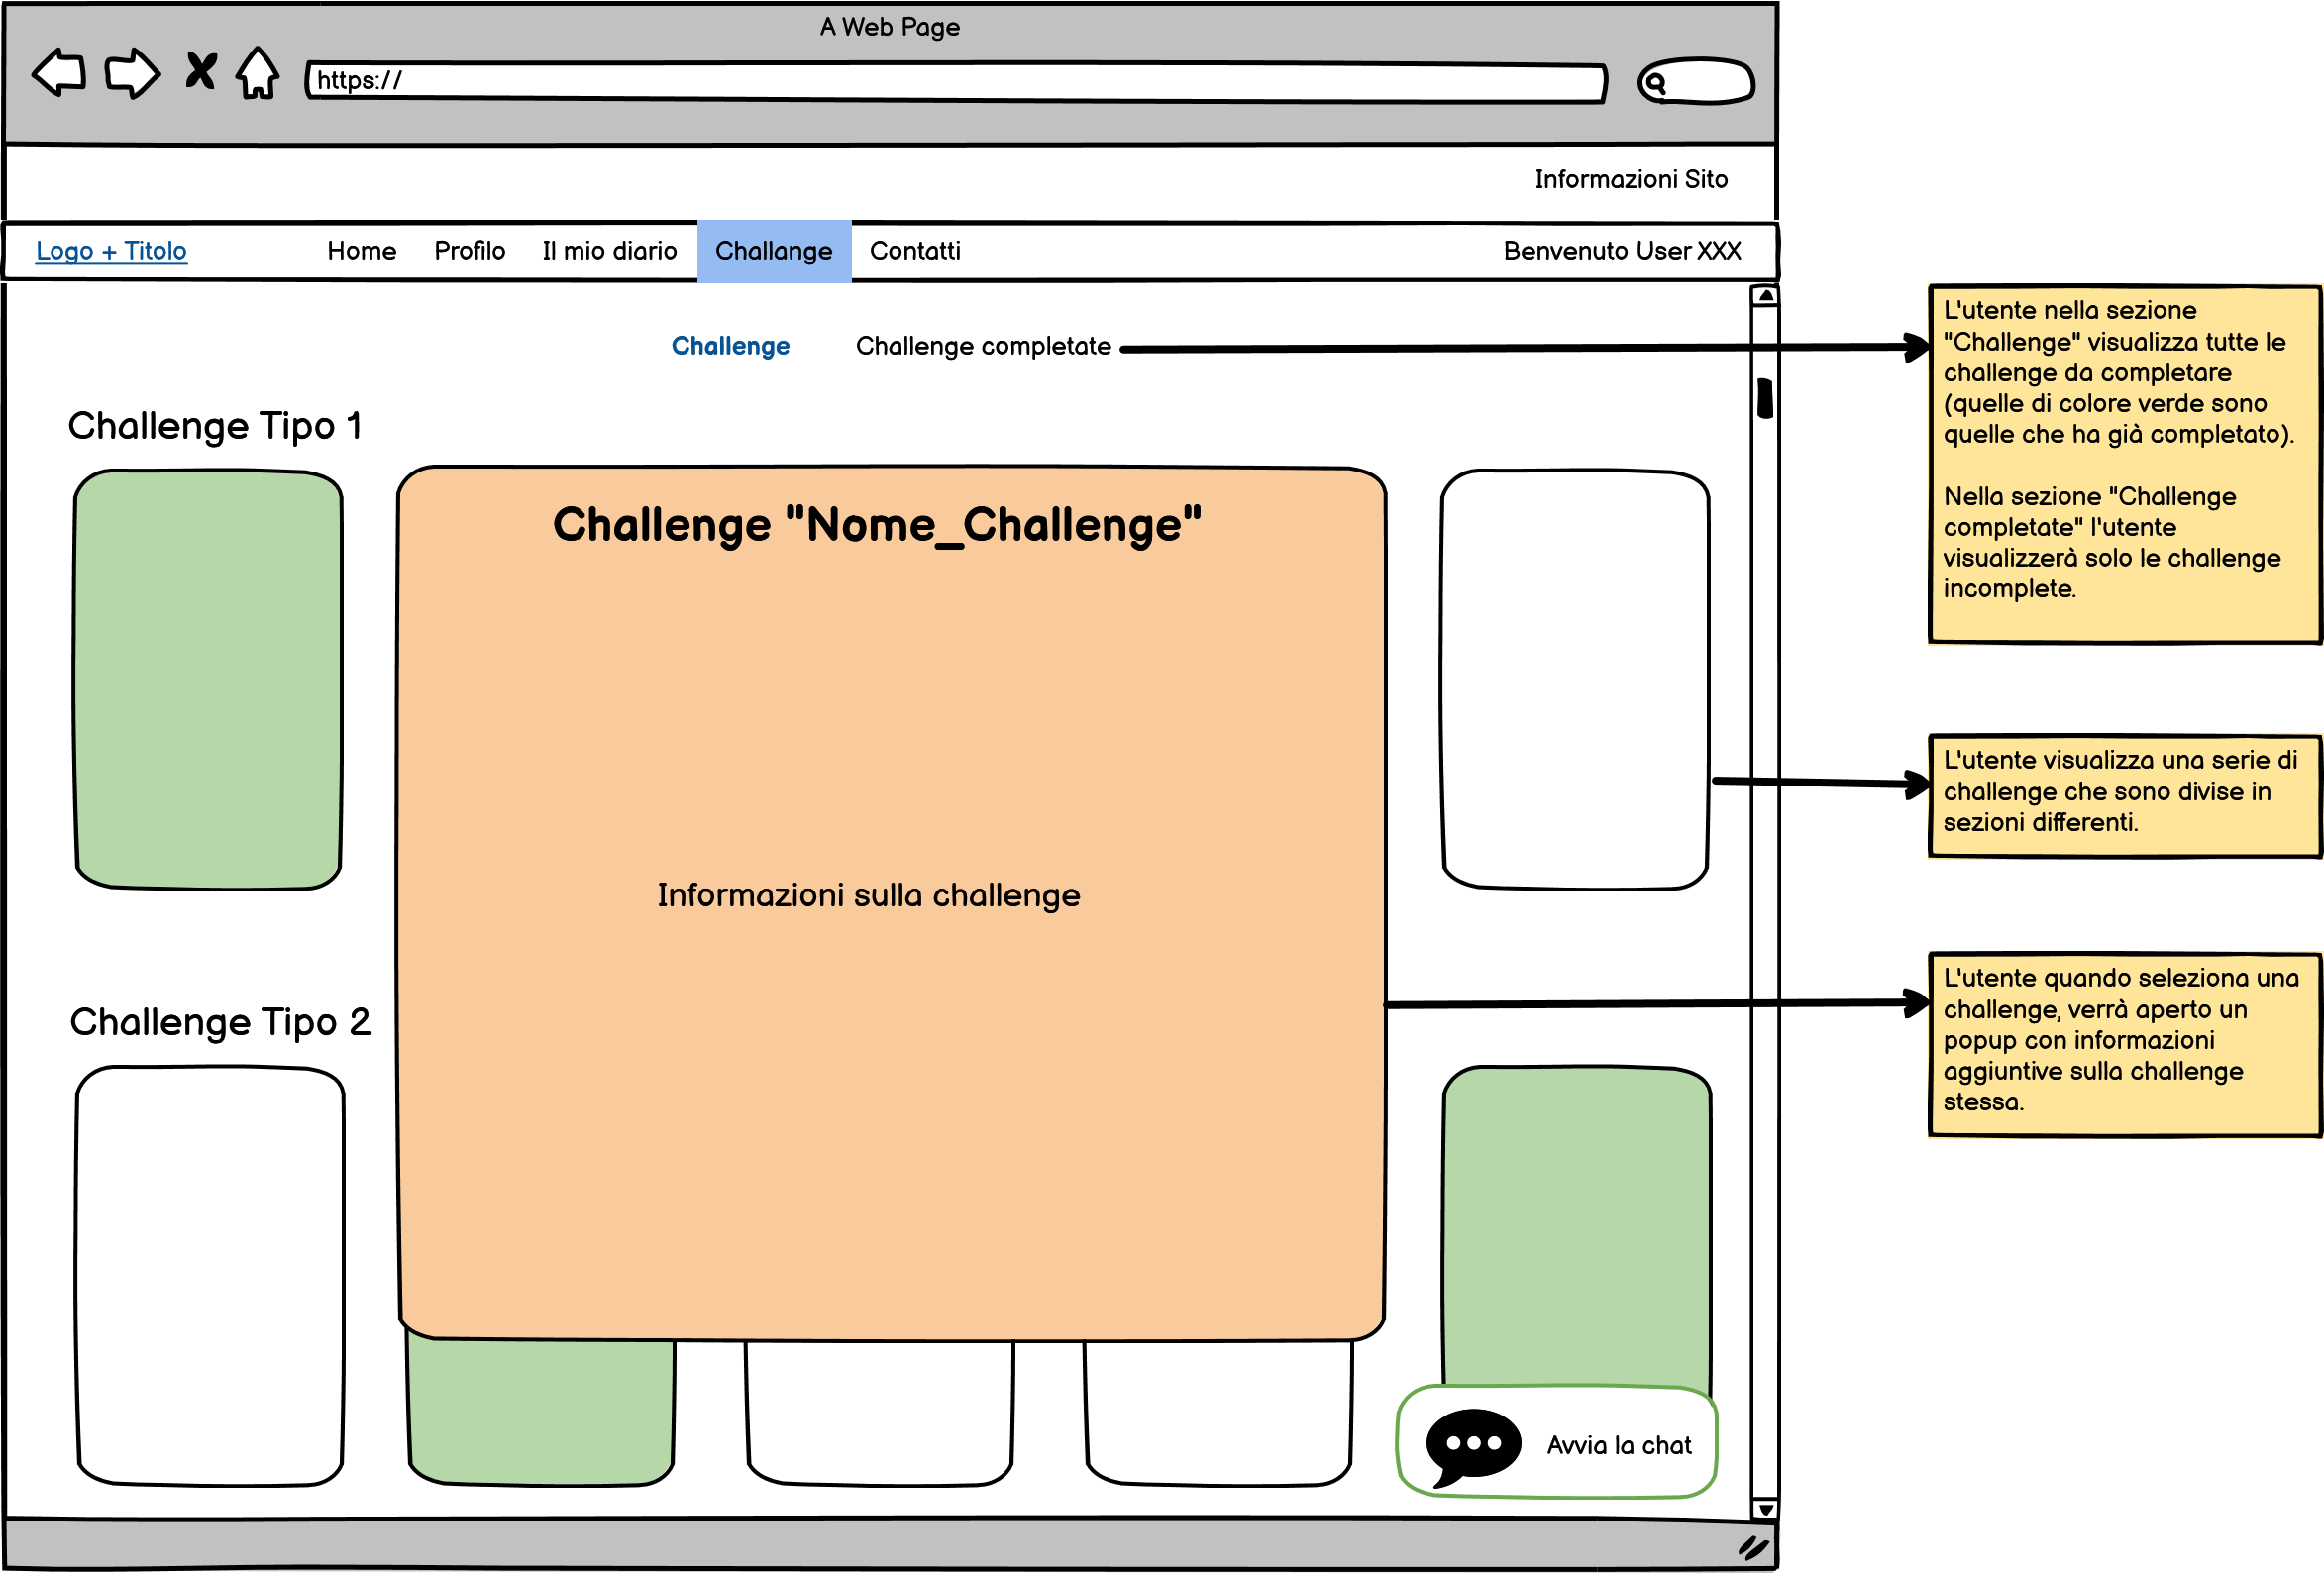 A Web Page
https://
Informazioni Sito
Logo + Titolo
Home
Profilo
Il mio diario
Challange
Contatti
Benvenuto User XXX
Challenge
Challenge completate
Challenge Tipo 1
Challenge "Nome_Challenge"
Informazioni sulla challenge
Challenge Tipo 2
Avvia la chat
L'utente nella sezione
"Challenge" visualizza tutte le
challenge da completare
(quelle di colore verde sono
quelle che ha già completato).
Nella sezione "Challenge
completate" l'utente
visualizzerà solo le challenge
incomplete.
L'utente visualizza una serie di
challenge che sono divise in
sezioni differenti.
L'utente quando seleziona una
challenge, verrà aperto un
popup con informazioni
aggiuntive sulla challenge
stessa.